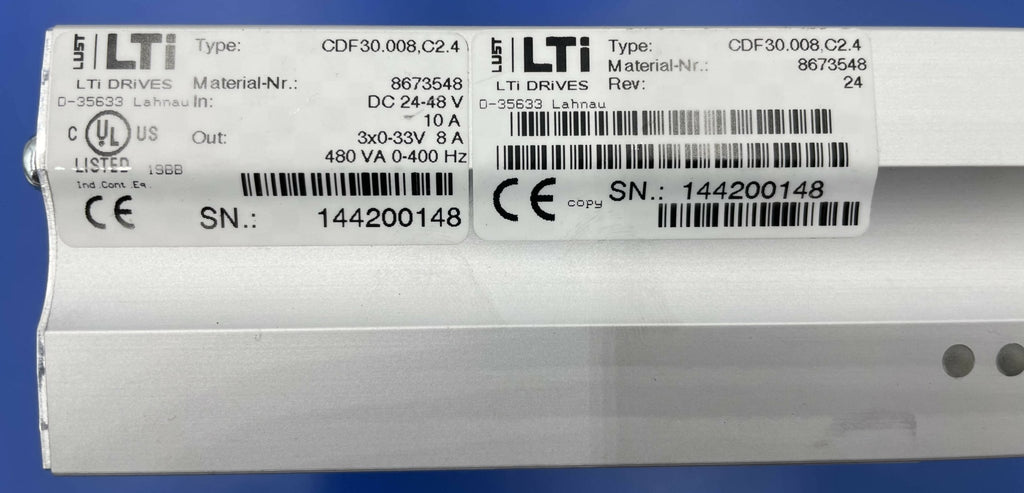 LUST LTi
LTi DRiVES
D-35633 Lahnau
Type: CDF30.008,C2.4
Material-Nr.: 8673548
In: DC 24-48 V
10 A
Out: 3x0-33V 8 A
480 VA 0-400 Hz
C UL US
LISTED 19BB
Ind.Cont.Eq.
CE
SN.: 144200148
LUST LTi
LTi DRiVES
D-35633 Lahnau
Type: CDF30.008,C2.4
Material-Nr.: 8673548
Rev: 24
CE copy
SN.: 144200148